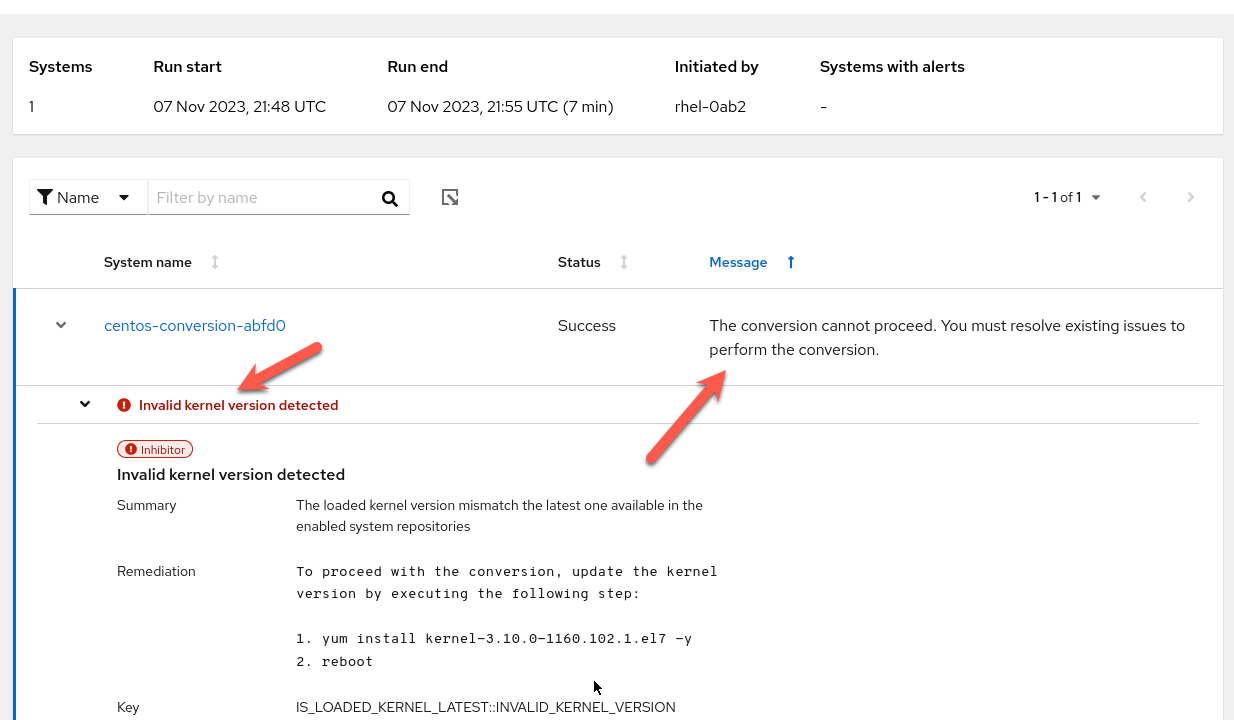 Systems Run start Run end Initiated by Systems with alerts
1 07 Nov 2023, 21:48 UTC 07 Nov 2023, 21:55 UTC (7 min) rhel-0ab2 -
Name Filter by name 1 - 1 of 1
System name Status Message
centos-conversion-abfd0 Success The conversion cannot proceed. You must resolve existing issues to
perform the conversion.
Invalid kernel version detected
Inhibitor
Invalid kernel version detected
Summary The loaded kernel version mismatch the latest one available in the
enabled system repositories
Remediation To proceed with the conversion, update the kernel
version by executing the following step:
1. yum install kernel-3.10.0-1160.102.1.el7 -y
2. reboot
Key IS_LOADED_KERNEL_LATEST::INVALID_KERNEL_VERSION